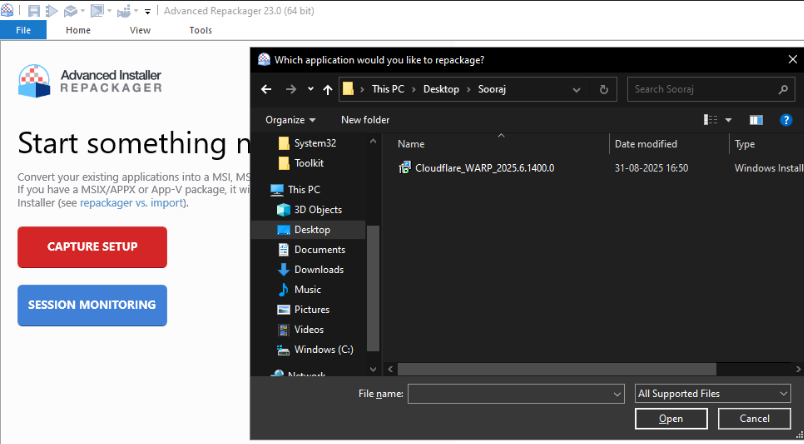 Advanced Repackager 23.0 (64 bit)
File Home View Tools
Advanced Installer
REPACKAGER
Start something n
Convert your existing applications into a MSI, MS
If you have a MSIX/APPX or App-V package, it wi
Installer (see repackager vs. import).
CAPTURE SETUP
SESSION MONITORING
Which application would you like to repackage?
This PC Desktop Sooraj
Search Sooraj
Organize New folder
System32
Toolkit
This PC
3D Objects
Desktop
Documents
Downloads
Music
Pictures
Videos
Windows (C:)
Network
Name Date modified Type
Cloudflare_WARP_2025.6.1400.0 31-08-2025 16:50 Windows Install
File name:
All Supported Files
Open Cancel